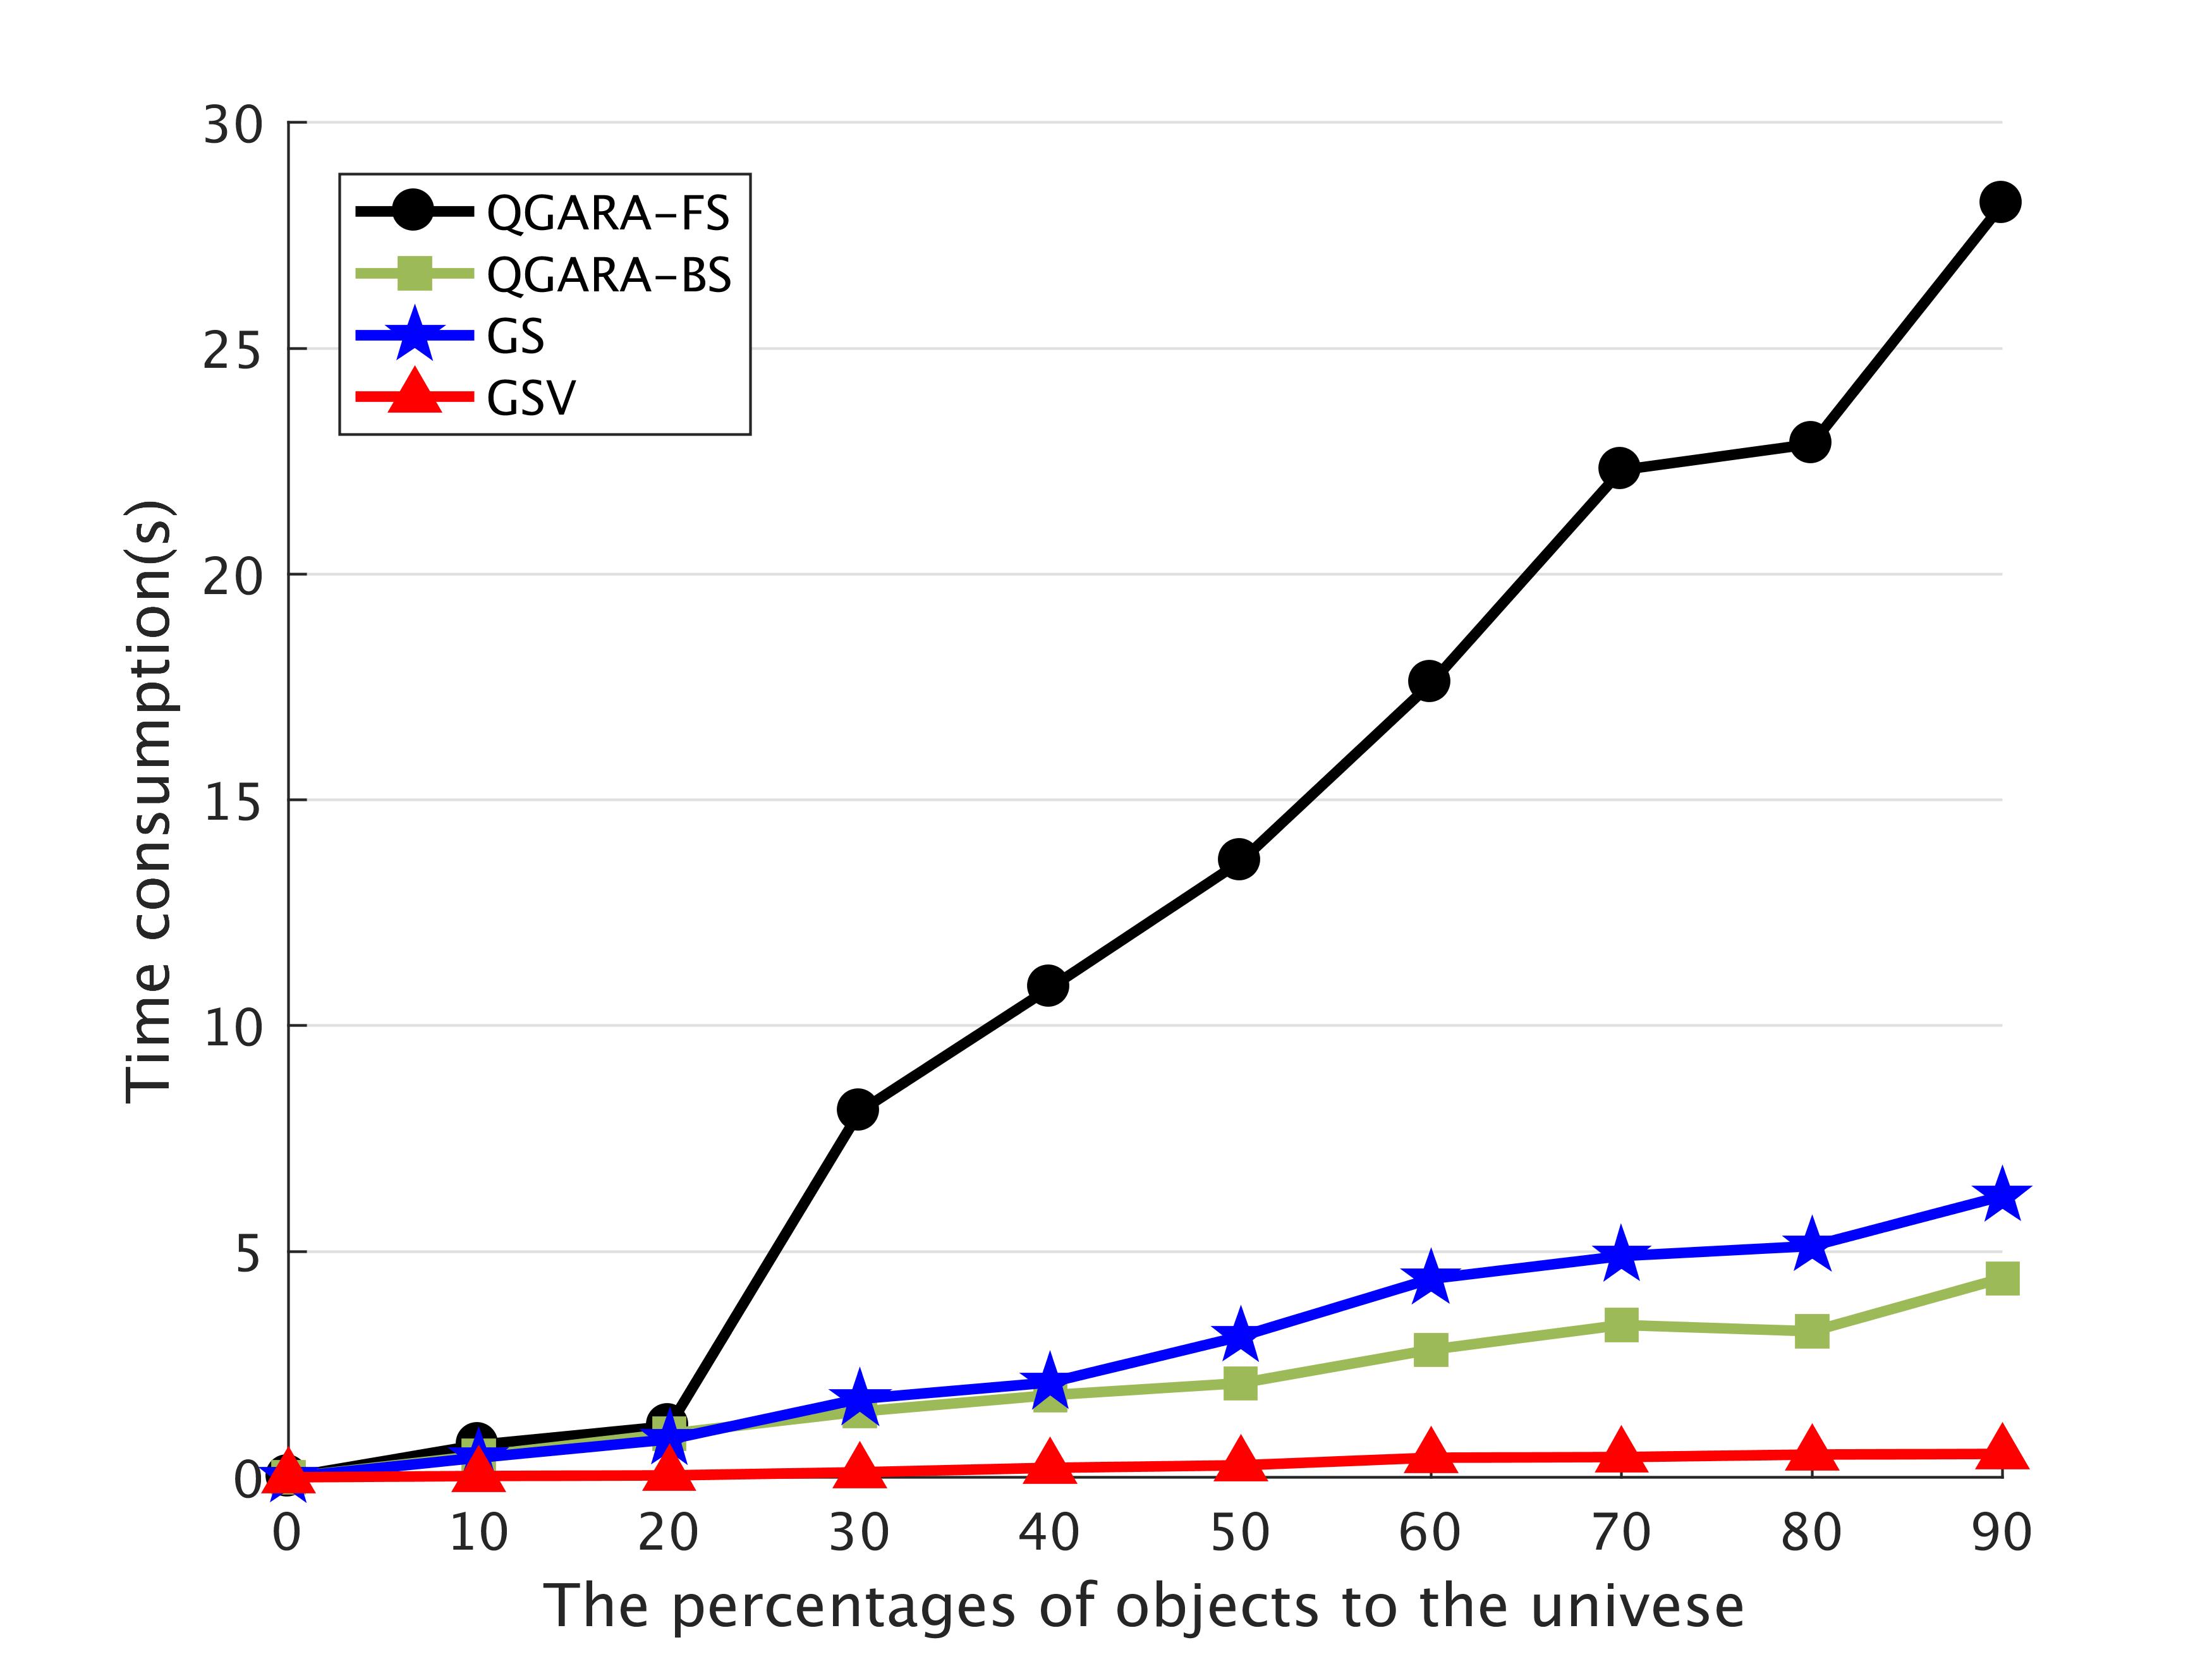 30
25
20
15
10
5
0
Time consumption(s)
QGARA-FS
QGARA-BS
GS
GSV
0 10 20 30 40 50 60 70 80 90
The percentages of objects to the univese